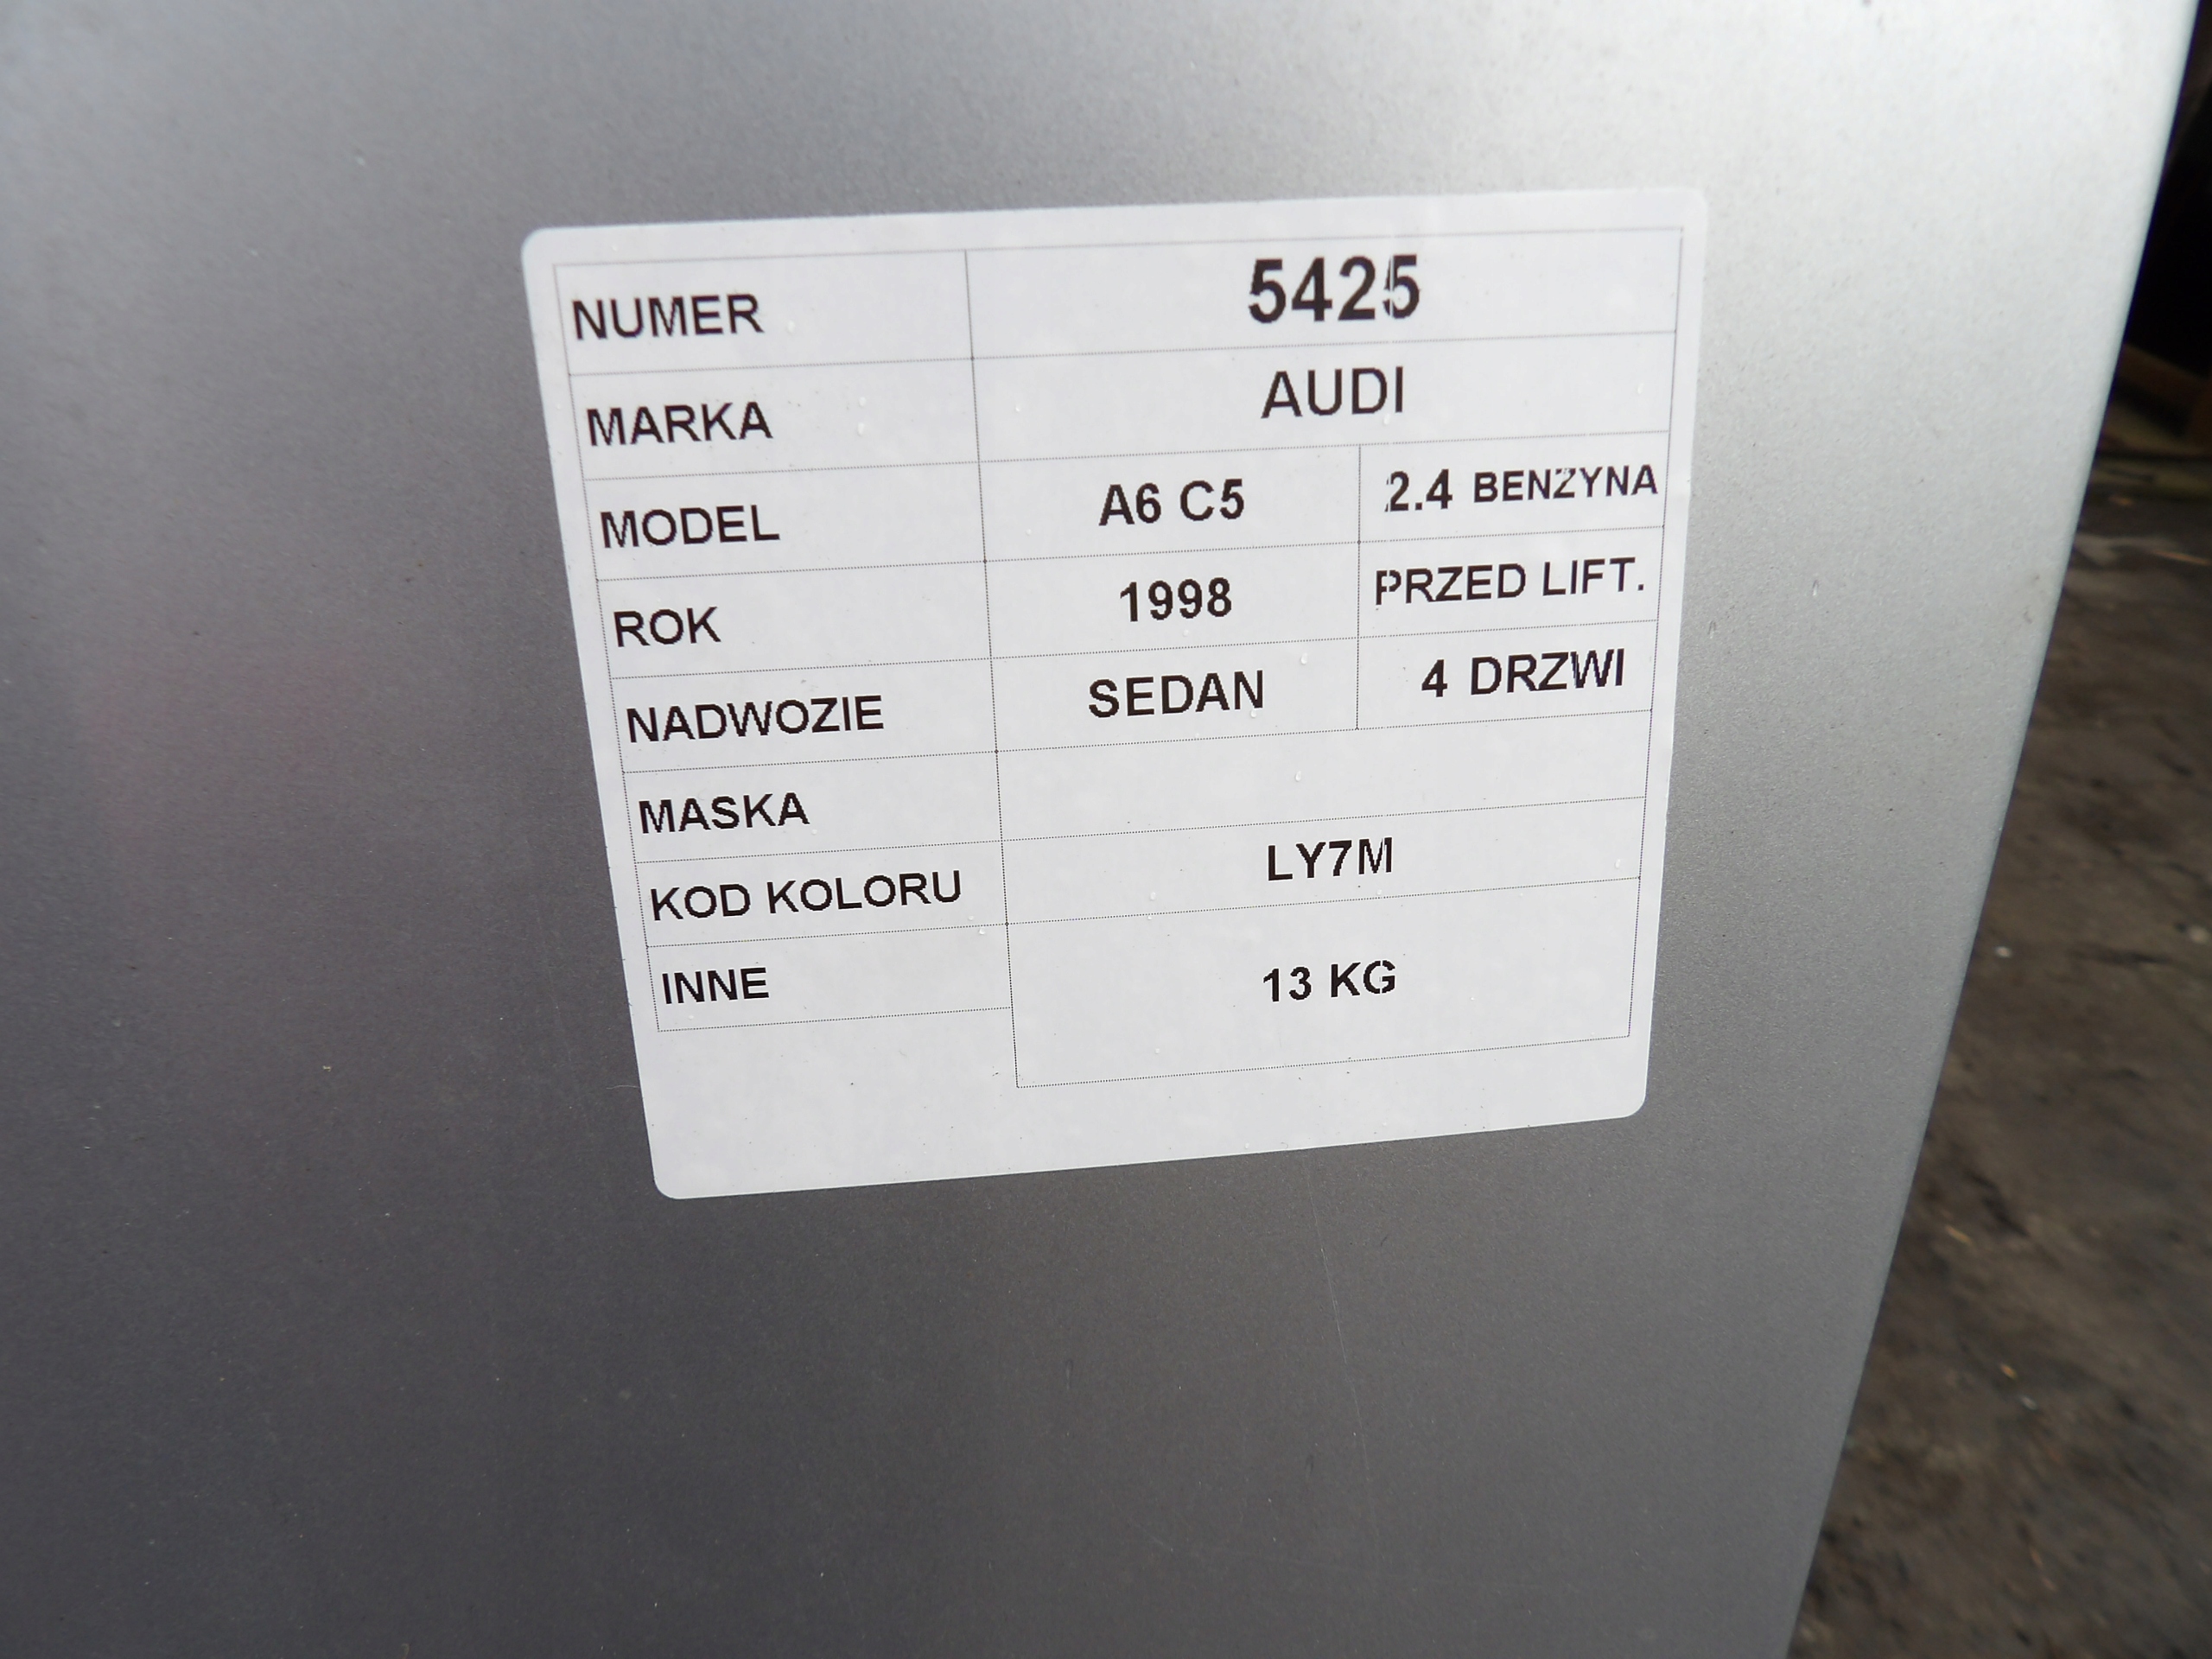 NUMER 5425
MARKA AUDI
MODEL A6 C5 2.4 BENZYNA
ROK 1998 PRZED LIFT.
NADWOZIE SEDAN 4 DRZWI
MASKA
KOD KOLORU LY7M
INNE 13 KG